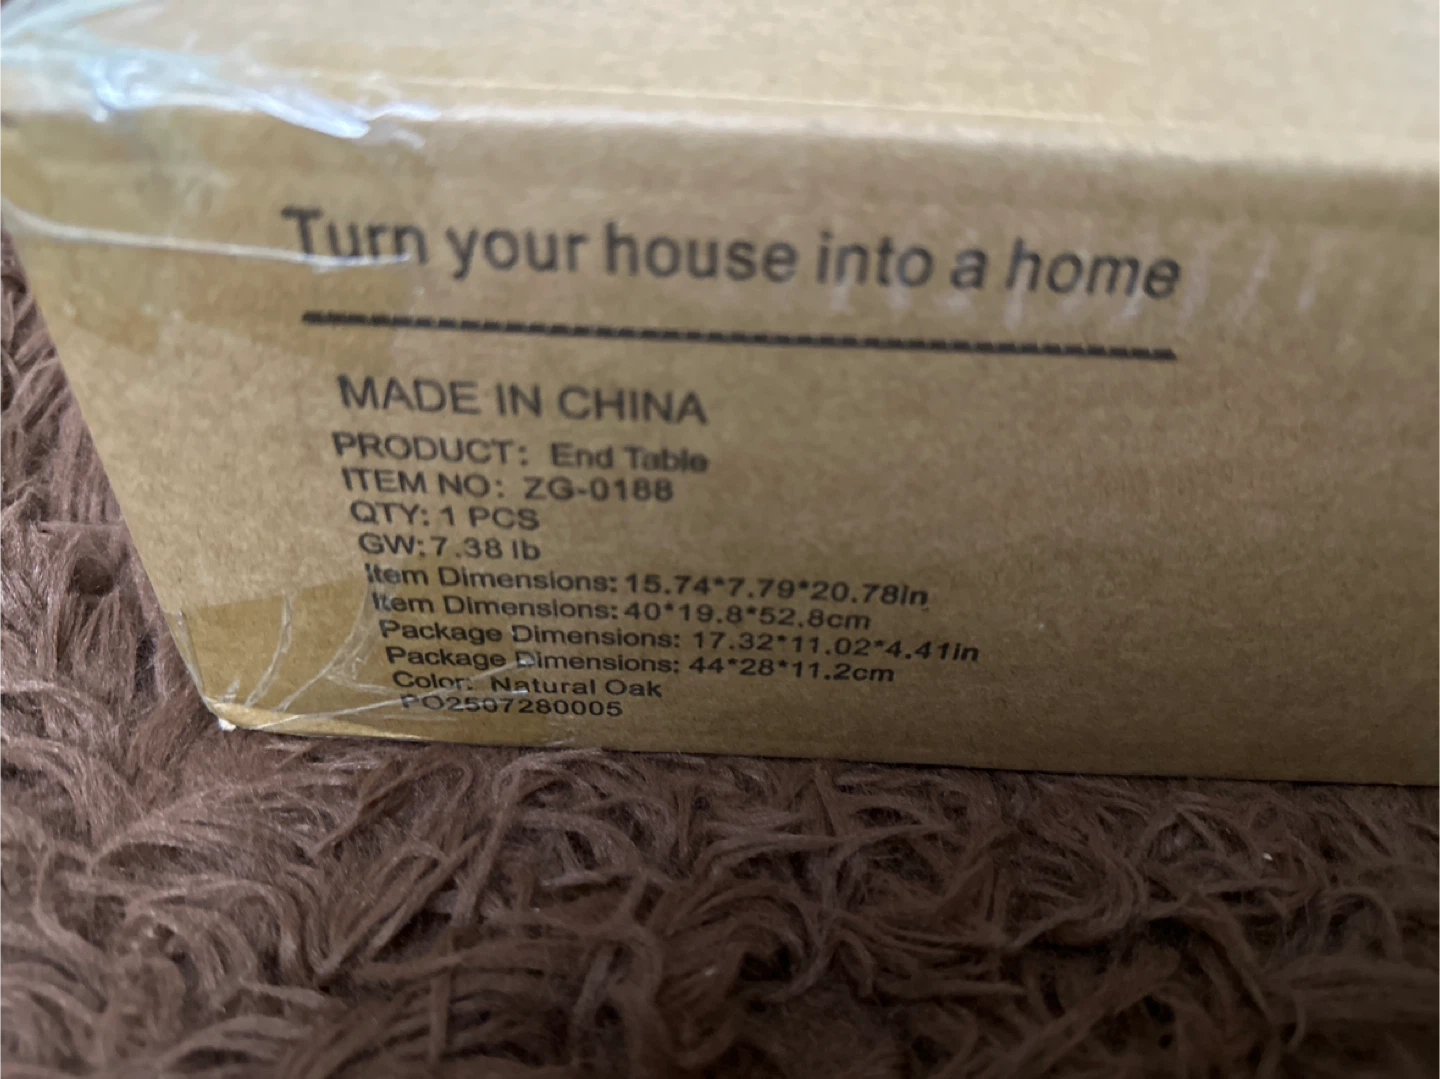 Turn your house into a home
MADE IN CHINA
PRODUCT: End Table
ITEM NO: ZG-0188
QTY: 1 PCS
GW: 7.38 lb
Item Dimensions: 15.74*7.79*20.78in
Item Dimensions: 40*19.8*52.8cm
Package Dimensions: 17.32*11.02*4.41in
Package Dimensions: 44*28*11.2cm
Color: Natural Oak
PO2507280005